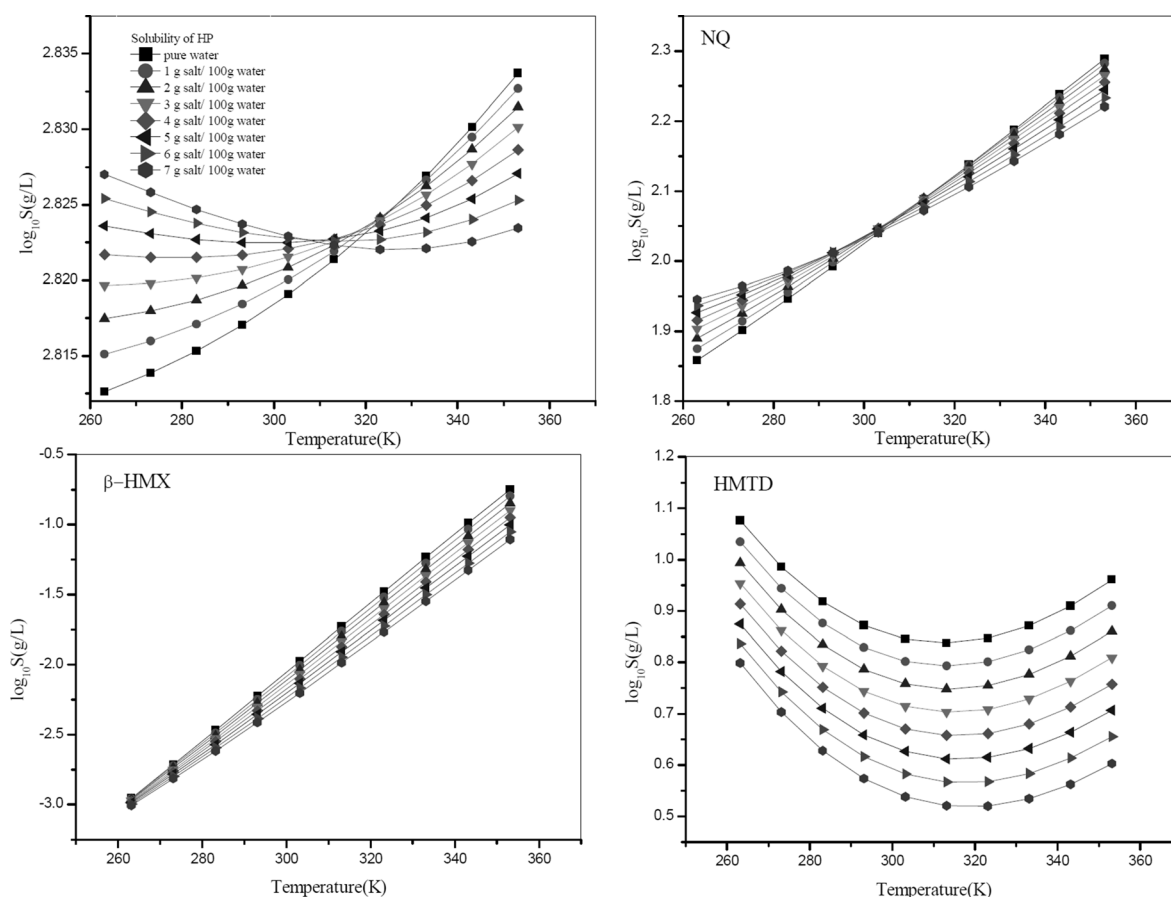 Solubility of HP
pure water
1 g salt/ 100g water
2 g salt/ 100g water
3 g salt/ 100g water
4 g salt/ 100g water
5 g salt/ 100g water
6 g salt/ 100g water
7 g salt/ 100g water
2.835
2.830
2.825
2.820
2.815
log₁₀S(g/L)
260 280 300 320 340 360
Temperature(K)
NQ
2.3
2.2
2.1
2.0
1.9
1.8
log₁₀S(g/L)
260 280 300 320 340 360
Temperature(K)
β−HMX
-0.5
-1.0
-1.5
-2.0
-2.5
-3.0
log₁₀S(g/L)
260 280 300 320 340 360
Temperature(K)
HMTD
1.2
1.1
1.0
0.9
0.8
0.7
0.6
0.5
log₁₀S(g/L)
260 280 300 320 340 360
Temperature(K)